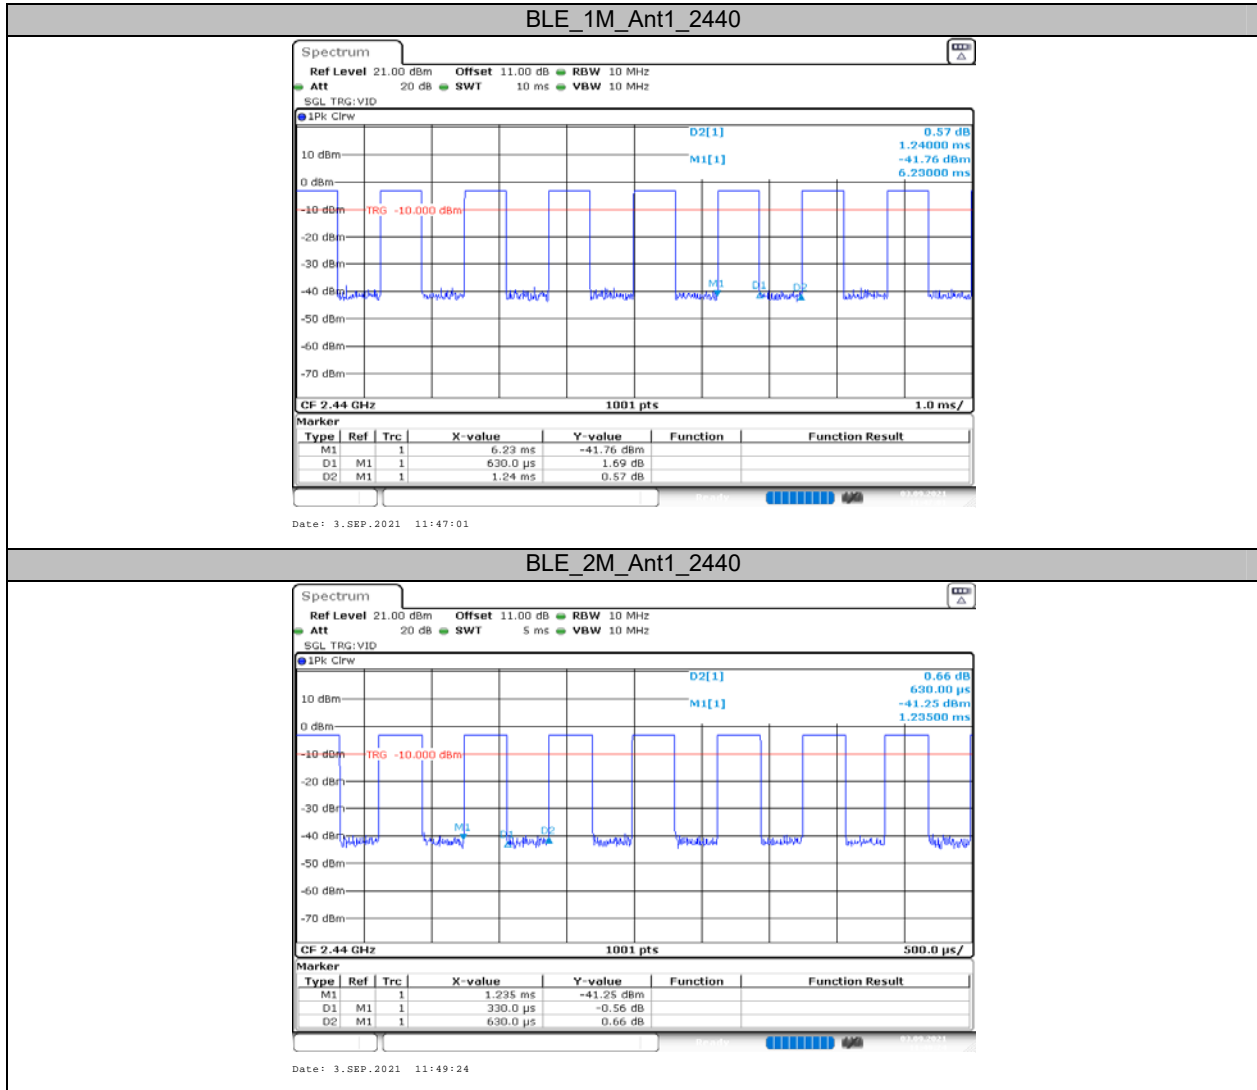 BLE_1M_Ant1_2440
Spectrum
Ref Level 21.00 dBm Offset 11.00 dB RBW 10 MHz
Att 20 dB SWT 10 ms VBW 10 MHz
SGL TRG:VID
1Pk Clrw
D2[1] 0.57 dB
1.24000 ms
10 dBm M1[1] -41.76 dBm
6.23000 ms
0 dBm
-10 dBm TRG -10.000 dBm
-20 dBm
-30 dBm
M1 D1 D2
-40 dBm
-50 dBm
-60 dBm
-70 dBm
CF 2.44 GHz 1001 pts 1.0 ms/
Marker
Type Ref Trc X-value Y-value Function Function Result
M1 1 6.23 ms -41.76 dBm
D1 M1 1 630.0 µs 1.69 dB
D2 M1 1 1.24 ms 0.57 dB
Ready 03.09.2021
Date: 3.SEP.2021 11:47:01
BLE_2M_Ant1_2440
Spectrum
Ref Level 21.00 dBm Offset 11.00 dB RBW 10 MHz
Att 20 dB SWT 5 ms VBW 10 MHz
SGL TRG:VID
1Pk Clrw
D2[1] 0.66 dB
630.00 µs
10 dBm M1[1] -41.25 dBm
1.23500 ms
0 dBm
-10 dBm TRG -10.000 dBm
-20 dBm
-30 dBm
M1 D1 D2
-40 dBm
-50 dBm
-60 dBm
-70 dBm
CF 2.44 GHz 1001 pts 500.0 µs/
Marker
Type Ref Trc X-value Y-value Function Function Result
M1 1 1.235 ms -41.25 dBm
D1 M1 1 330.0 µs -0.56 dB
D2 M1 1 630.0 µs 0.66 dB
Ready 03.09.2021
Date: 3.SEP.2021 11:49:24